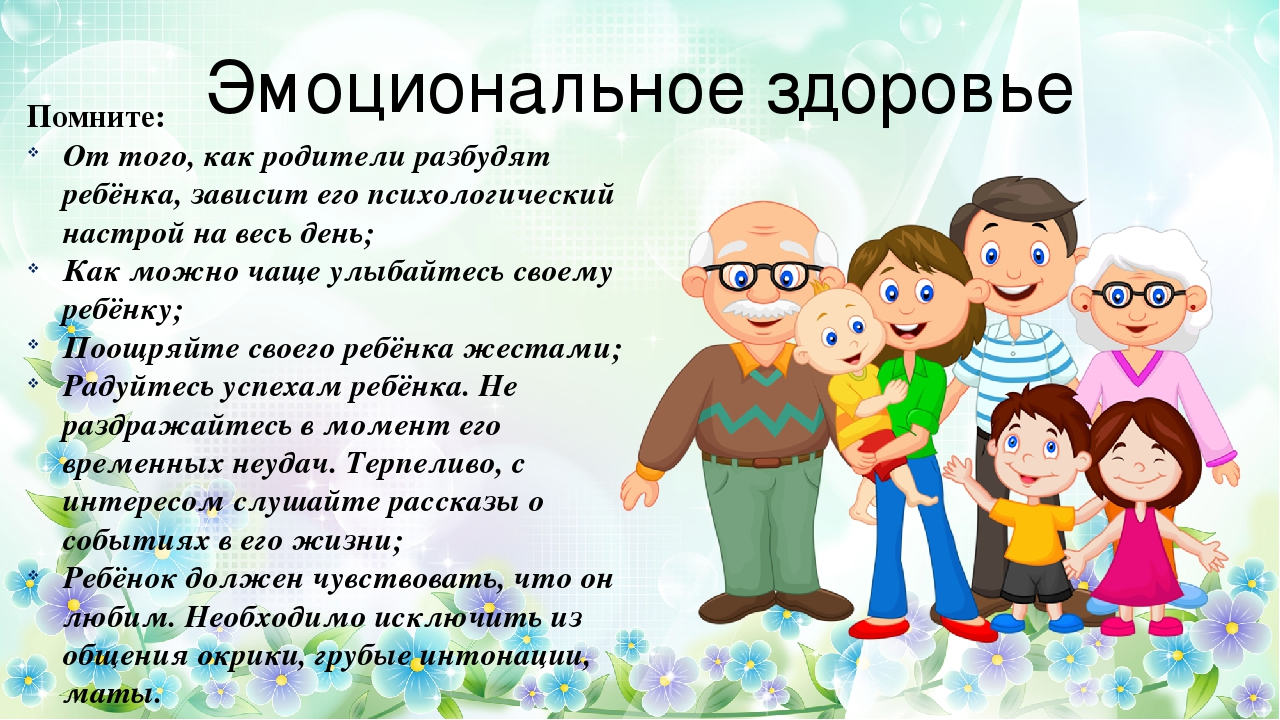 Эмоциональное здоровье
Помните:
От того, как родители разбудят
ребёнка, зависит его психологический
настрой на весь день;
Как можно чаще улыбайтесь своему
ребёнку;
Поощряйте своего ребёнка жестами;
Радуйтесь успехам ребёнка. Не
раздражайтесь в момент его
временных неудач. Терпеливо, с
интересом слушайте рассказы о
событиях в его жизни;
Ребёнок должен чувствовать, что он
любим. Необходимо исключить из
общения окрики, грубые интонации,
маты.